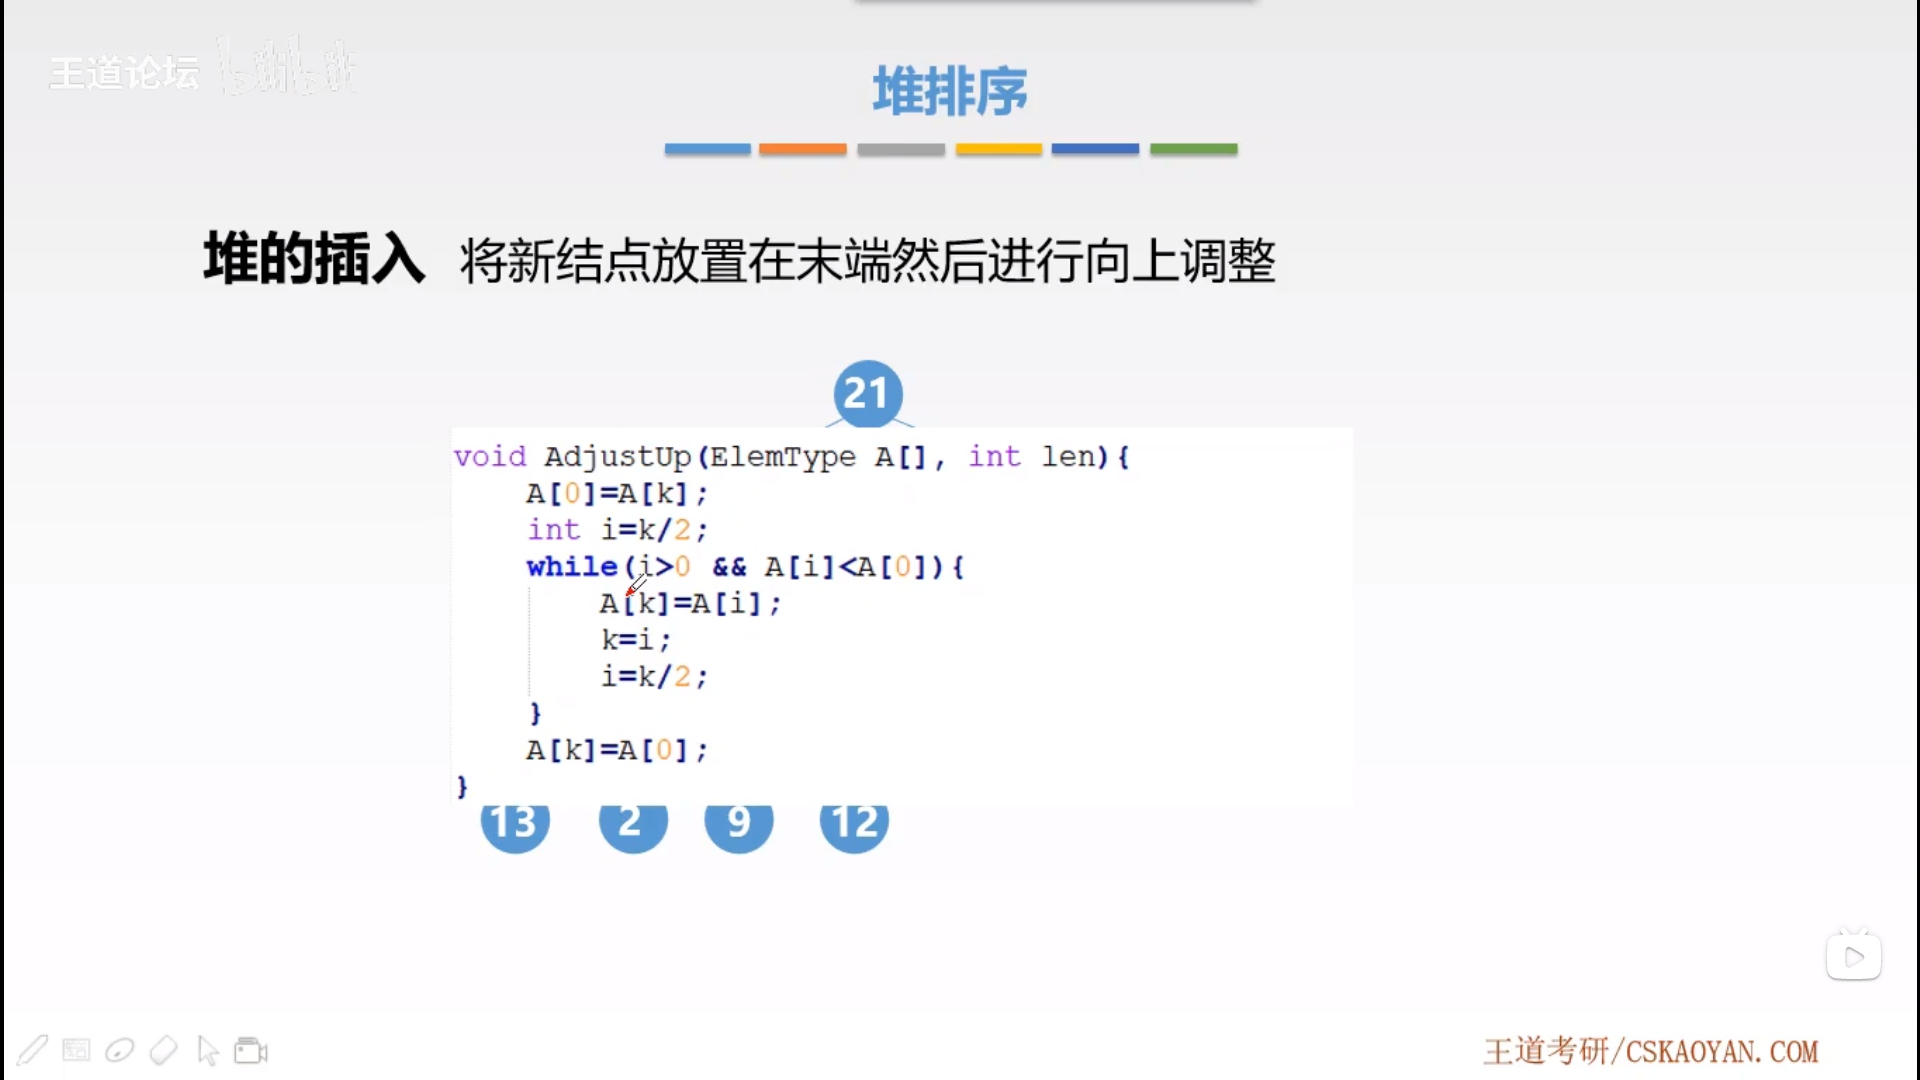 王道论坛 bilibili
堆排序
堆的插入 将新结点放置在末端然后进行向上调整
21
void AdjustUp(ElemType A[], int len){
A[0]=A[k];
int i=k/2;
while(i>0 && A[i]<A[0]){
A[k]=A[i];
k=i;
i=k/2;
}
A[k]=A[0];
}
13 2 9 12
王道考研/CSKAOYAN.COM